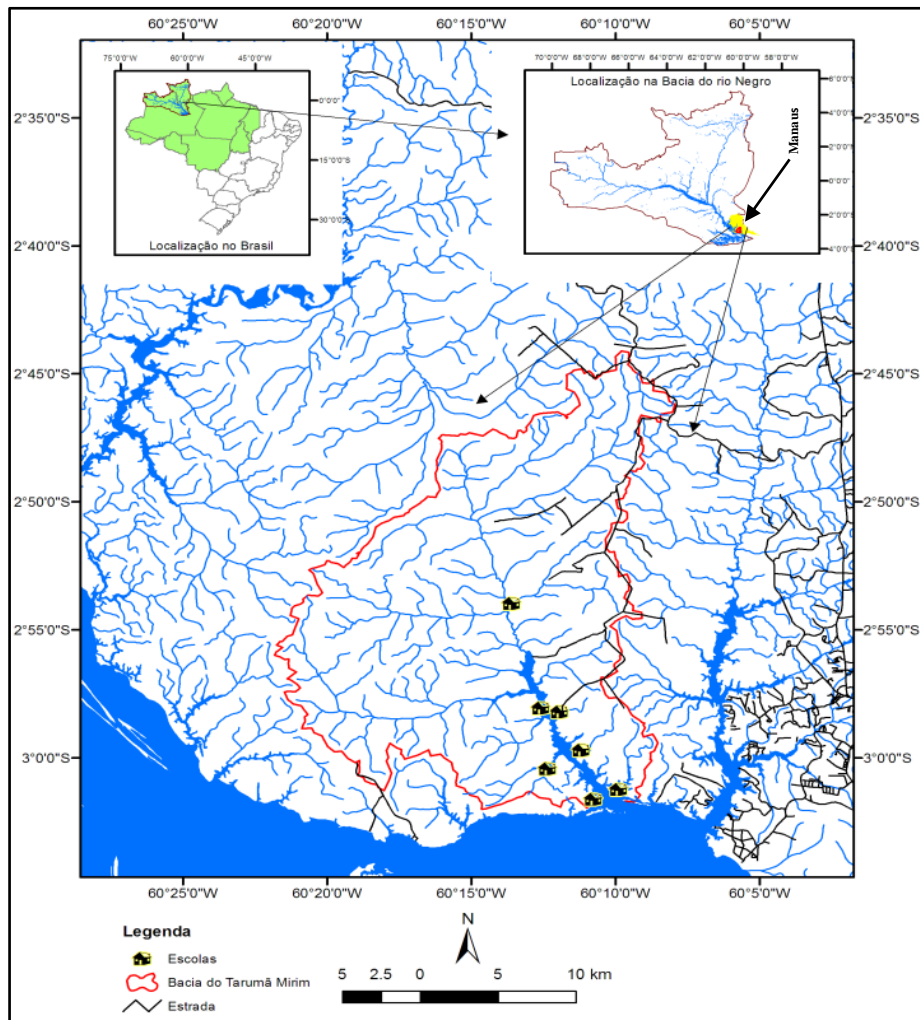 60°25'0"W 60°20'0"W 60°15'0"W 60°10'0"W 60°5'0"W
75°0'0"W 60°0'0"W 45°0'0"W
0°0'0"
15°0'0"S
30°0'0"S
Localização no Brasil
70°0'0"W 68°0'0"W 66°0'0"W 64°0'0"W 62°0'0"W 60°0'0"W 58°0'0"W
Localização na Bacia do rio Negro
6°0'0"S
4°0'0"N
2°0'0"N
0°0'0"
2°0'0"S
4°0'0"S
Manaus
2°35'0"S 2°35'0"S
2°40'0"S 2°40'0"S
2°45'0"S 2°45'0"S
2°50'0"S 2°50'0"S
2°55'0"S 2°55'0"S
3°0'0"S 3°0'0"S
60°25'0"W 60°20'0"W 60°15'0"W 60°10'0"W 60°5'0"W
Legenda
Escolas
Bacia do Tarumã Mirim
Estrada
N
5 2.5 0 5 10 km